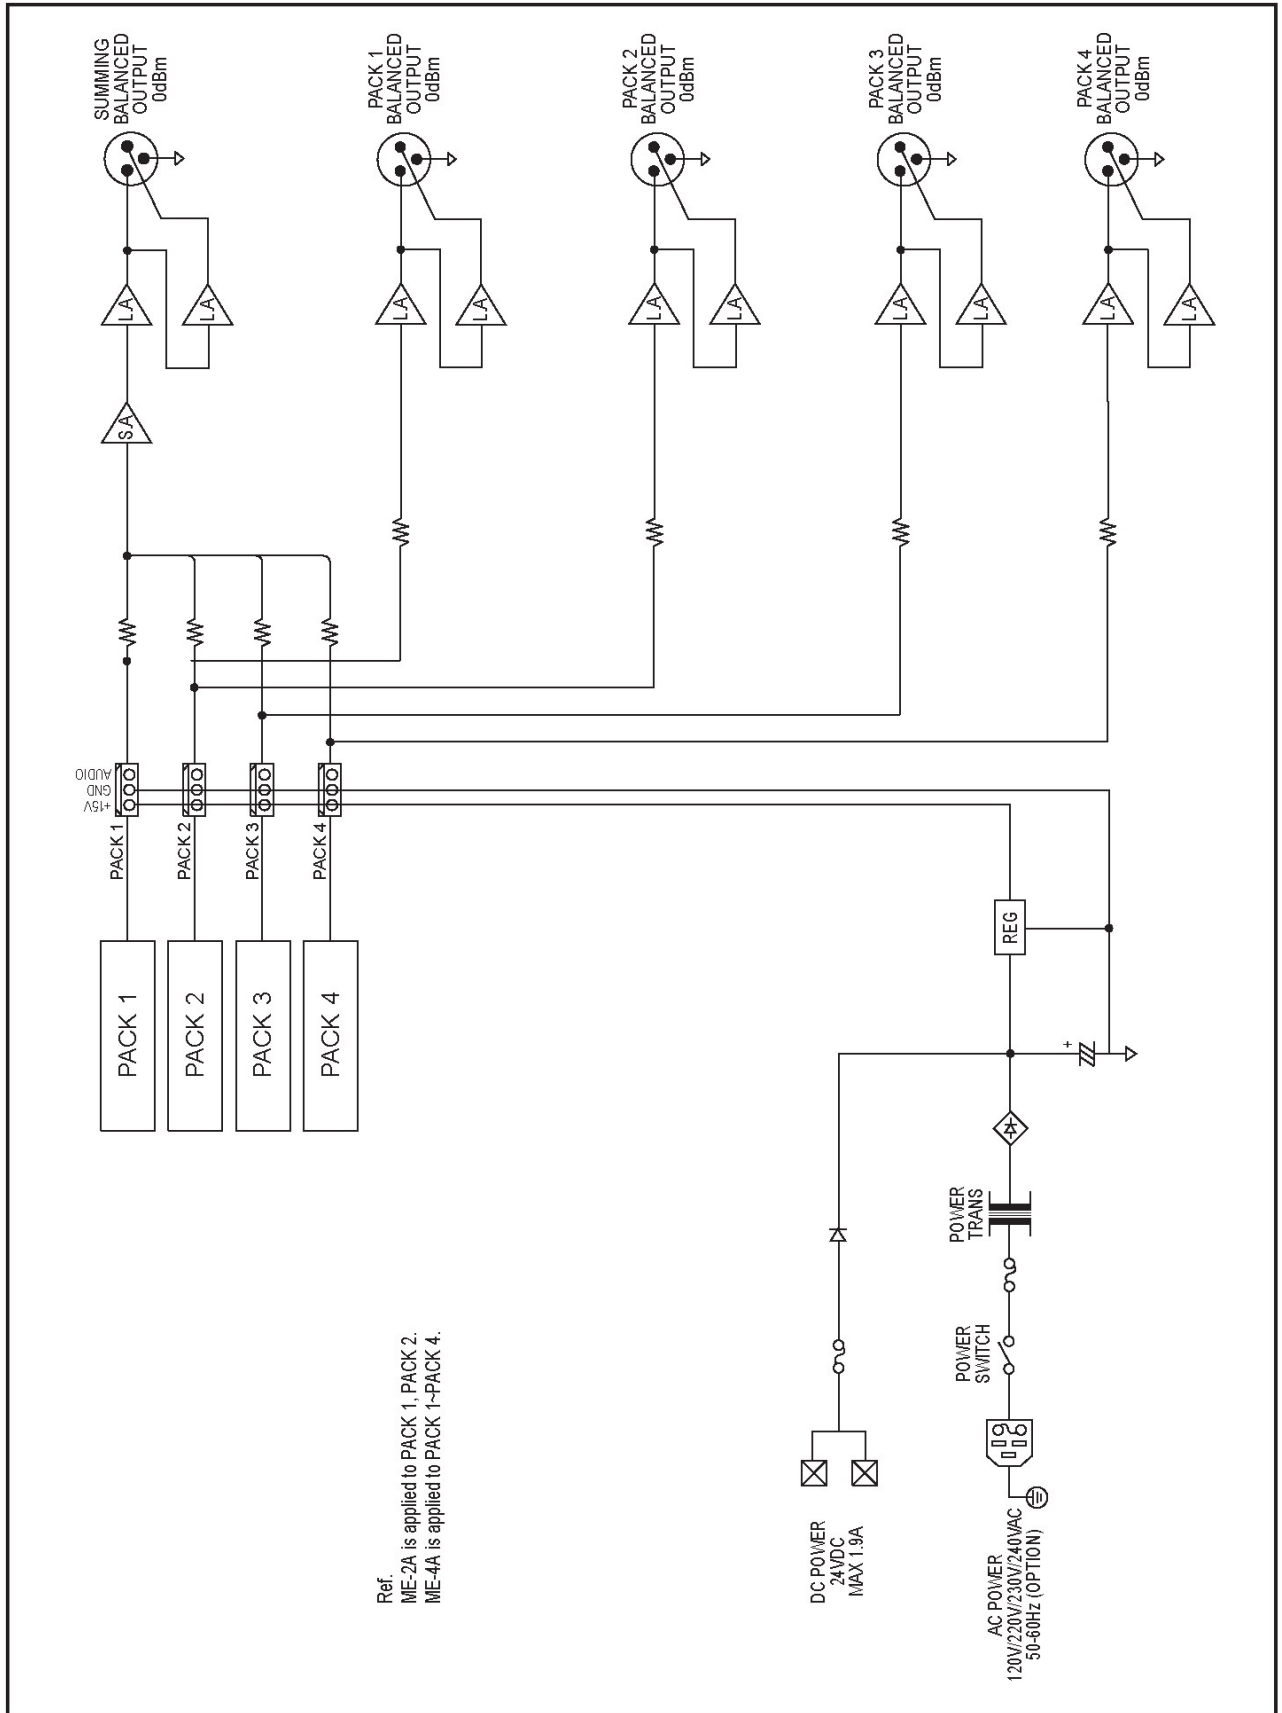 SUMMING
BALANCED
OUTPUT
0dBm
PACK 1
BALANCED
OUTPUT
0dBm
PACK 2
BALANCED
OUTPUT
0dBm
PACK 3
BALANCED
OUTPUT
0dBm
PACK 4
BALANCED
OUTPUT
0dBm
LA
LA
LA
LA
LA
LA
LA
LA
LA
LA
SA
AUDIO
GND
+15V
PACK 1
PACK 2
PACK 3
PACK 4
PACK 1
PACK 2
PACK 3
PACK 4
REG
+
POWER
TRANS
POWER
SWITCH
Ref.
ME-2A is applied to PACK 1, PACK 2.
ME-4A is applied to PACK 1~PACK 4.
DC POWER
24VDC
MAX 1.9A
AC POWER
120V/220V/230V/240VAC
50-60Hz (OPTION)